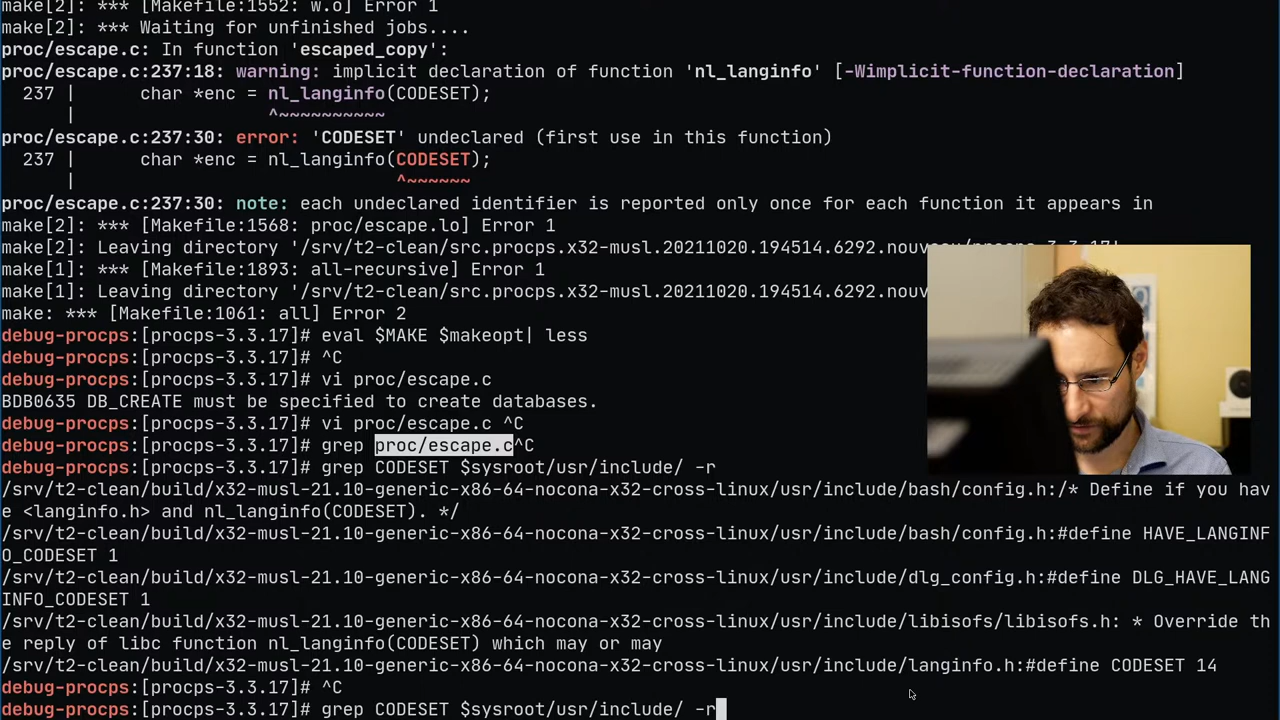 make[2]: *** [Makefile:1552: w.o] Error 1
make[2]: *** Waiting for unfinished jobs....
proc/escape.c: In function 'escaped_copy':
proc/escape.c:237:18: warning: implicit declaration of function 'nl_langinfo' [-Wimplicit-function-declaration]
237 | char *enc = nl_langinfo(CODESET);
| ^~~~~~~~~~~
proc/escape.c:237:30: error: 'CODESET' undeclared (first use in this function)
237 | char *enc = nl_langinfo(CODESET);
| ^~~~~~~
proc/escape.c:237:30: note: each undeclared identifier is reported only once for each function it appears in
make[2]: *** [Makefile:1568: proc/escape.lo] Error 1
make[2]: Leaving directory '/srv/t2-clean/src.procps.x32-musl.20211020.194514.6292.nouveau/procps-3.3.17'
make[1]: *** [Makefile:1893: all-recursive] Error 1
make[1]: Leaving directory '/srv/t2-clean/src.procps.x32-musl.20211020.194514.6292.nouv
make: *** [Makefile:1061: all] Error 2
debug-procps:[procps-3.3.17]# eval $MAKE $makeopt| less
debug-procps:[procps-3.3.17]# ^C
debug-procps:[procps-3.3.17]# vi proc/escape.c
BDB0635 DB_CREATE must be specified to create databases.
debug-procps:[procps-3.3.17]# vi proc/escape.c ^C
debug-procps:[procps-3.3.17]# grep proc/escape.c^C
debug-procps:[procps-3.3.17]# grep CODESET $sysroot/usr/include/ -r
/srv/t2-clean/build/x32-musl-21.10-generic-x86-64-nocona-x32-cross-linux/usr/include/bash/config.h:/* Define if you hav
e <langinfo.h> and nl_langinfo(CODESET). */
/srv/t2-clean/build/x32-musl-21.10-generic-x86-64-nocona-x32-cross-linux/usr/include/bash/config.h:#define HAVE_LANGINF
O_CODESET 1
/srv/t2-clean/build/x32-musl-21.10-generic-x86-64-nocona-x32-cross-linux/usr/include/dlg_config.h:#define DLG_HAVE_LANG
INFO_CODESET 1
/srv/t2-clean/build/x32-musl-21.10-generic-x86-64-nocona-x32-cross-linux/usr/include/libisofs/libisofs.h: * Override th
e reply of libc function nl_langinfo(CODESET) which may or may
/srv/t2-clean/build/x32-musl-21.10-generic-x86-64-nocona-x32-cross-linux/usr/include/langinfo.h:#define CODESET 14
debug-procps:[procps-3.3.17]# ^C
debug-procps:[procps-3.3.17]# grep CODESET $sysroot/usr/include/ -r